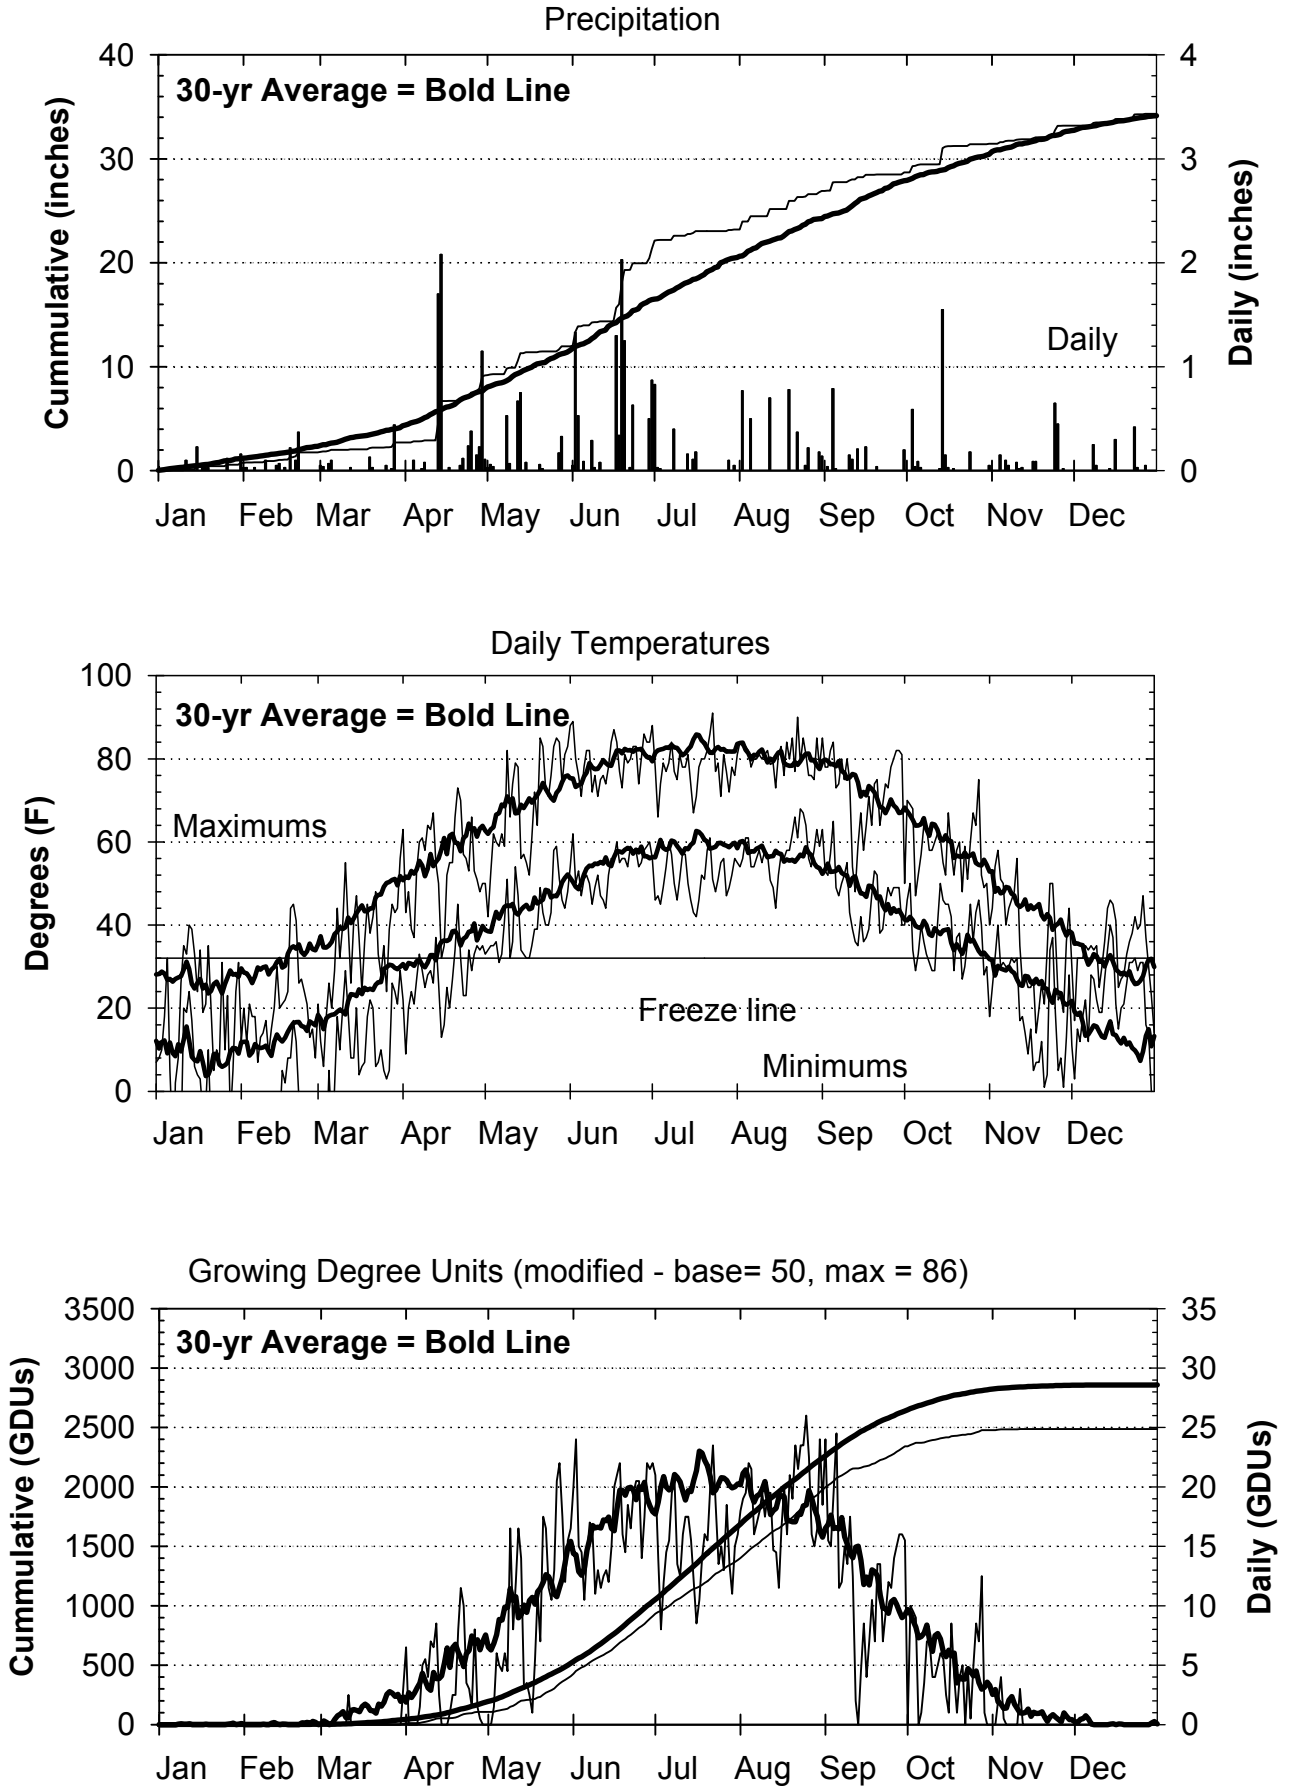 Precipitation
40
4
30-yr Average = Bold Line
Cummulative (inches)
Daily (inches)
30
3
20
2
Daily
10
1
0
0
Jan Feb Mar Apr May Jun Jul Aug Sep Oct Nov Dec
Daily Temperatures
100
30-yr Average = Bold Line
80
Degrees (F)
Maximums
60
40
20
Freeze line
Minimums
0
Jan Feb Mar Apr May Jun Jul Aug Sep Oct Nov Dec
Growing Degree Units (modified - base= 50, max = 86)
3500
35
30-yr Average = Bold Line
Cummulative (GDUs)
Daily (GDUs)
3000
30
2500
25
2000
20
1500
15
1000
10
500
5
0
0
Jan Feb Mar Apr May Jun Jul Aug Sep Oct Nov Dec